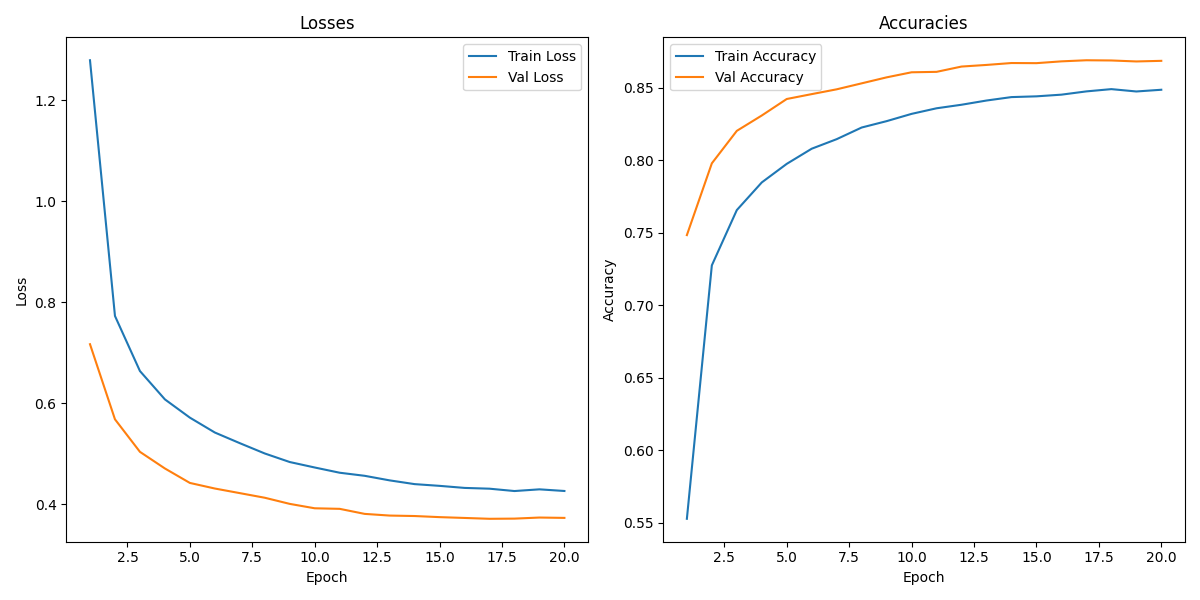 Losses
Train Loss
Val Loss
1.2
1.0
0.8
0.6
0.4
Loss
2.5 5.0 7.5 10.0 12.5 15.0 17.5 20.0
Epoch
Accuracies
Train Accuracy
Val Accuracy
0.85
0.80
0.75
0.70
0.65
0.60
0.55
Accuracy
2.5 5.0 7.5 10.0 12.5 15.0 17.5 20.0
Epoch